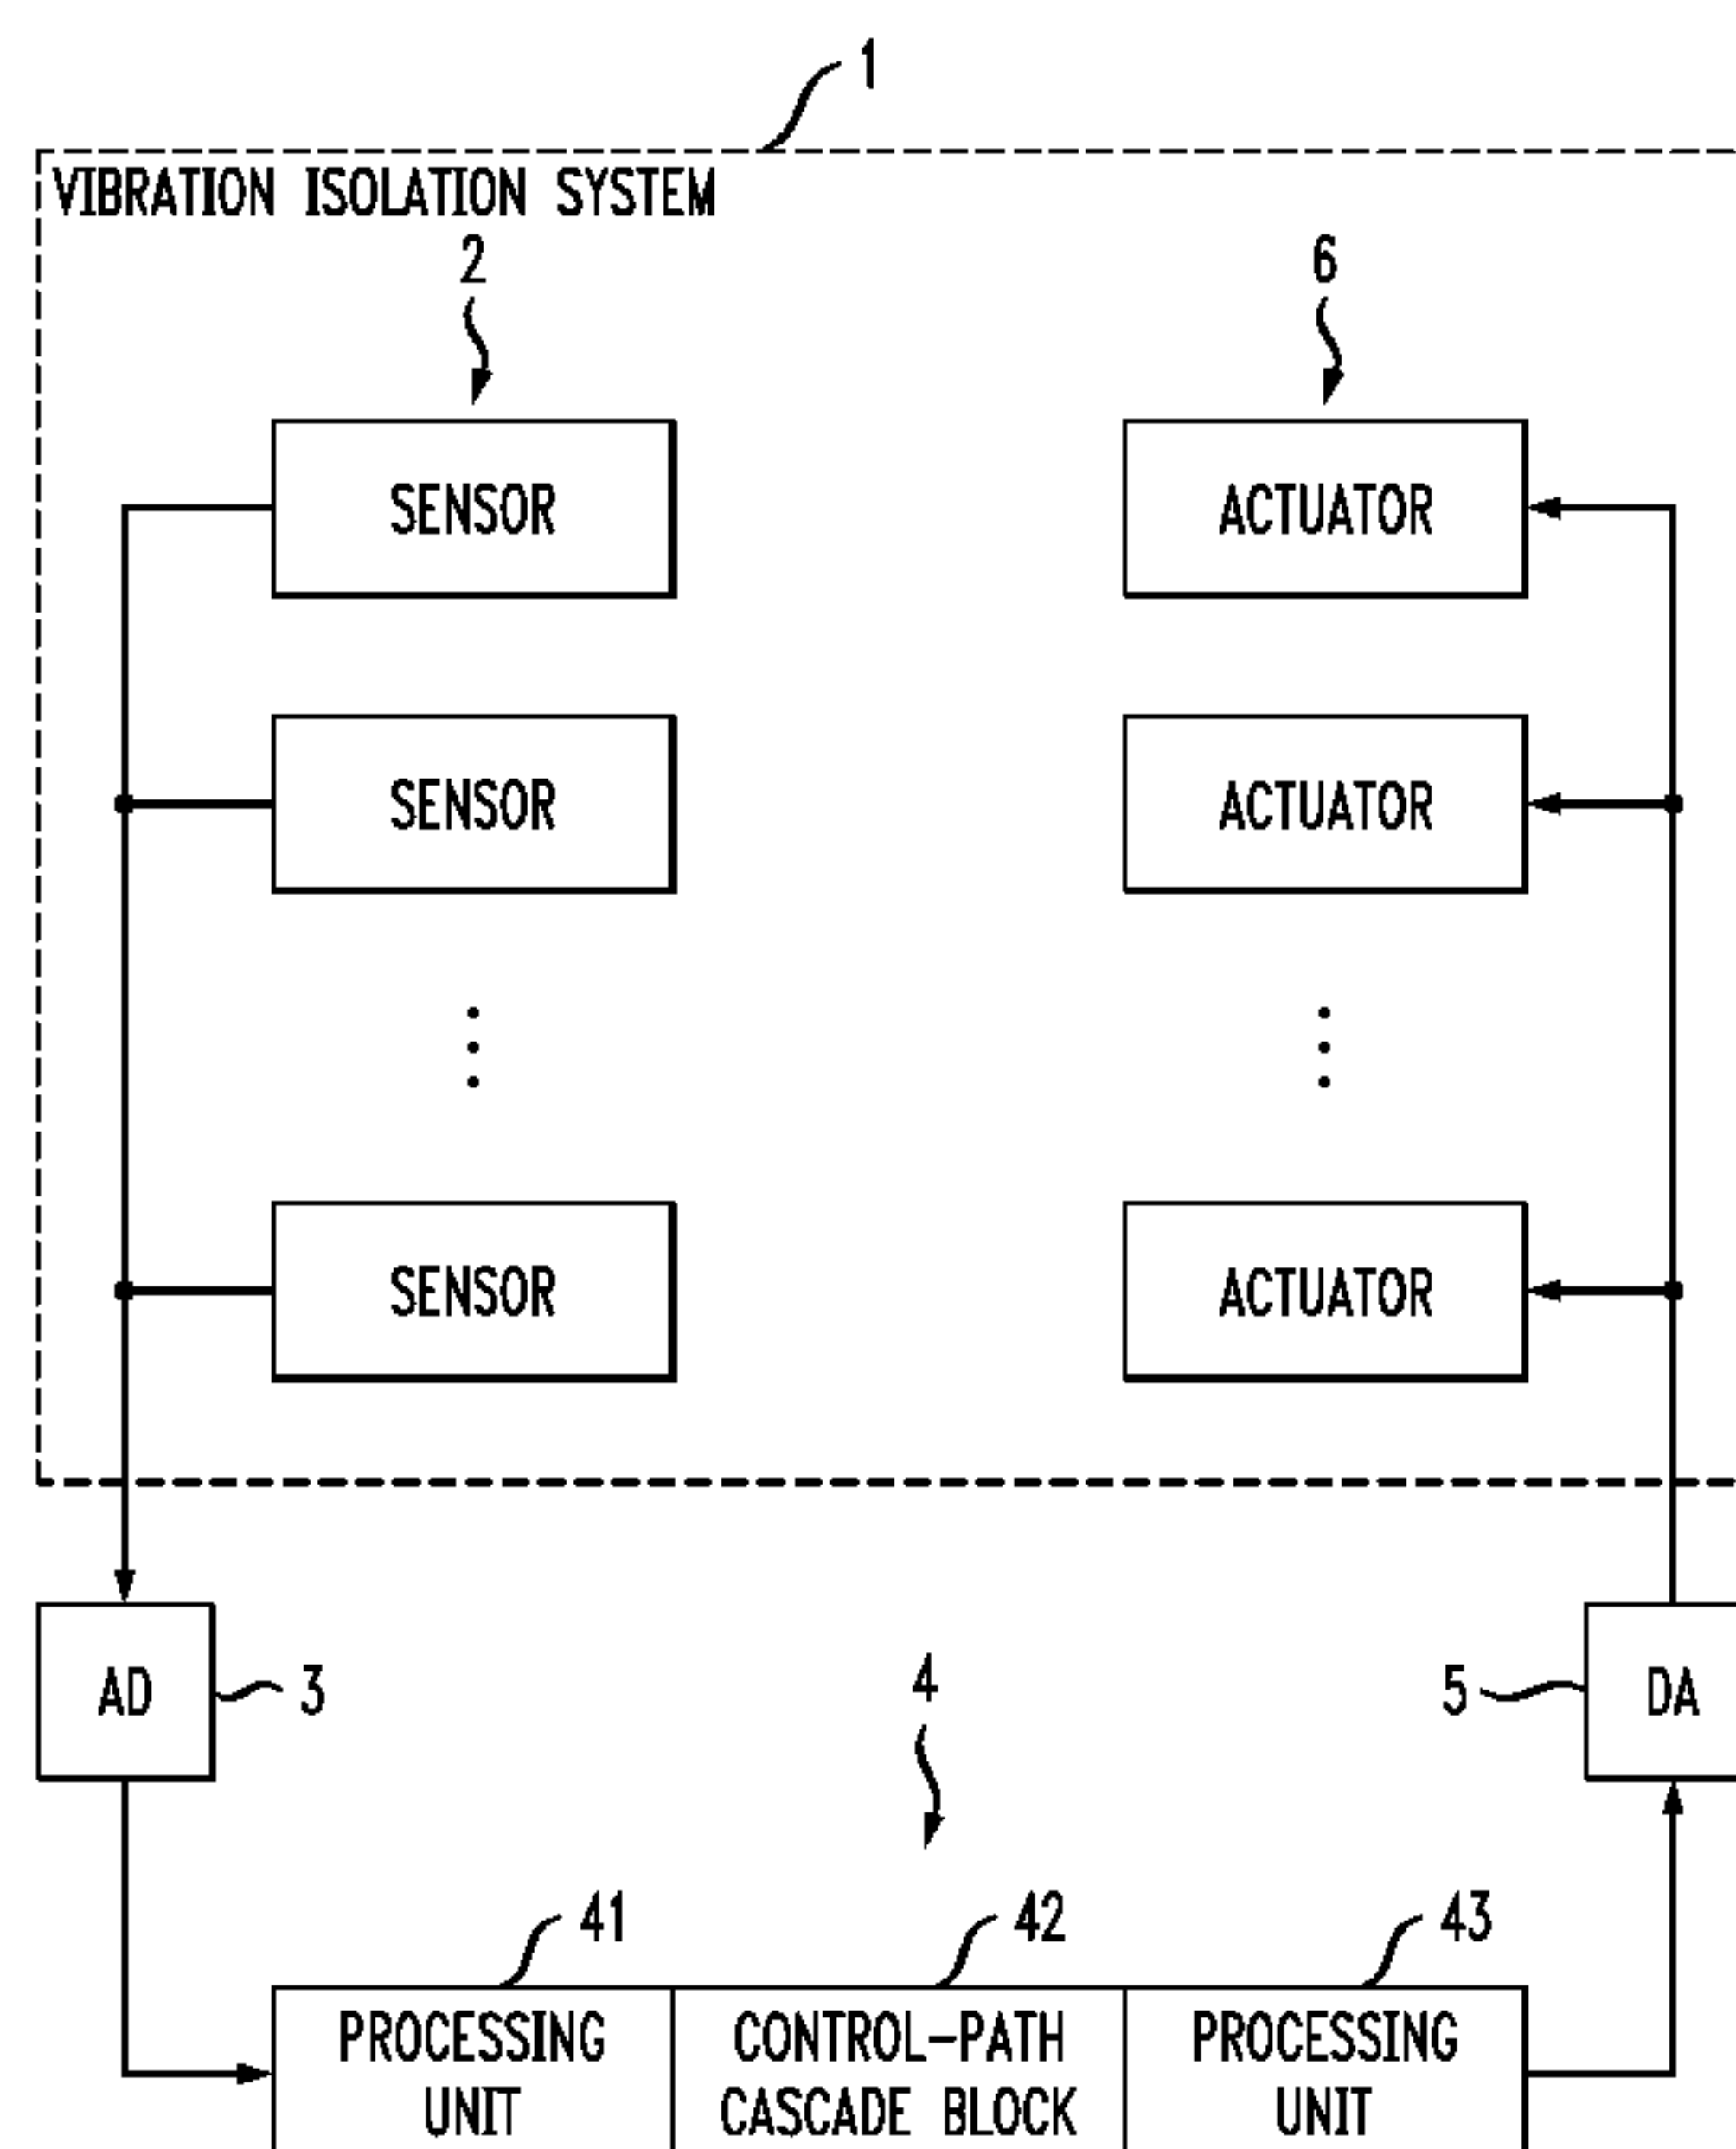 1
VIBRATION ISOLATION SYSTEM
2
6
SENSOR
ACTUATOR
SENSOR
ACTUATOR
SENSOR
ACTUATOR
AD
3
4
5
DA
41
42
43
PROCESSING
UNIT
CONTROL-PATH
CASCADE BLOCK
PROCESSING
UNIT